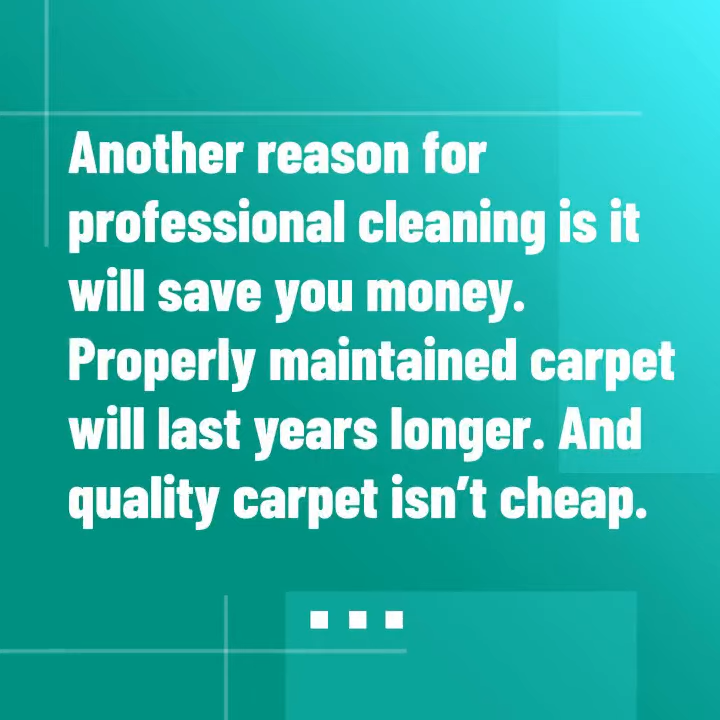 Another reason for
professional cleaning is it
will save you money.
Properly maintained carpet
will last years longer. And
quality carpet isn’t cheap.